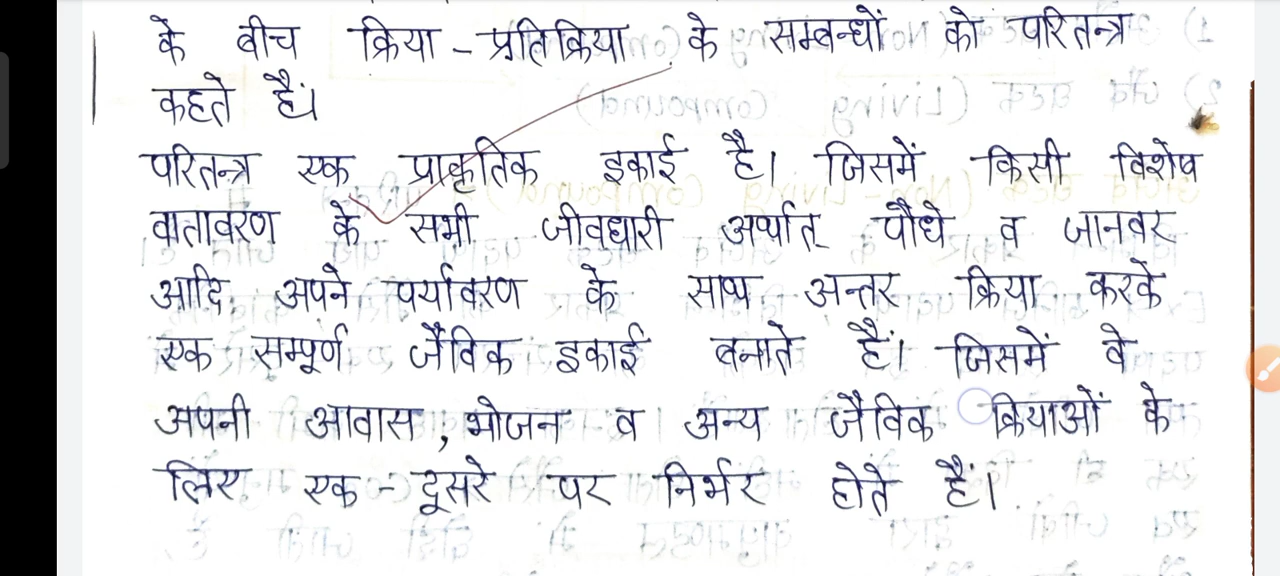 के बीच क्रिया - प्रतिक्रिया के सम्बन्धों को परितन्त्र
कहते हैं।
परितन्त्र एक प्राकृतिक इकाई है। जिसमें किसी विशेष
वातावरण के सभी जीवधारी अर्थात् पौधे व जानवर
आदि अपने पर्यावरण के साथ अन्तर क्रिया करके
एक सम्पूर्ण जैविक इकाई बनाते हैं। जिसमें वे
अपनी आवास, भोजन व अन्य जैविक क्रियाओं के
लिए एक - दूसरे पर निर्भर होते हैं।